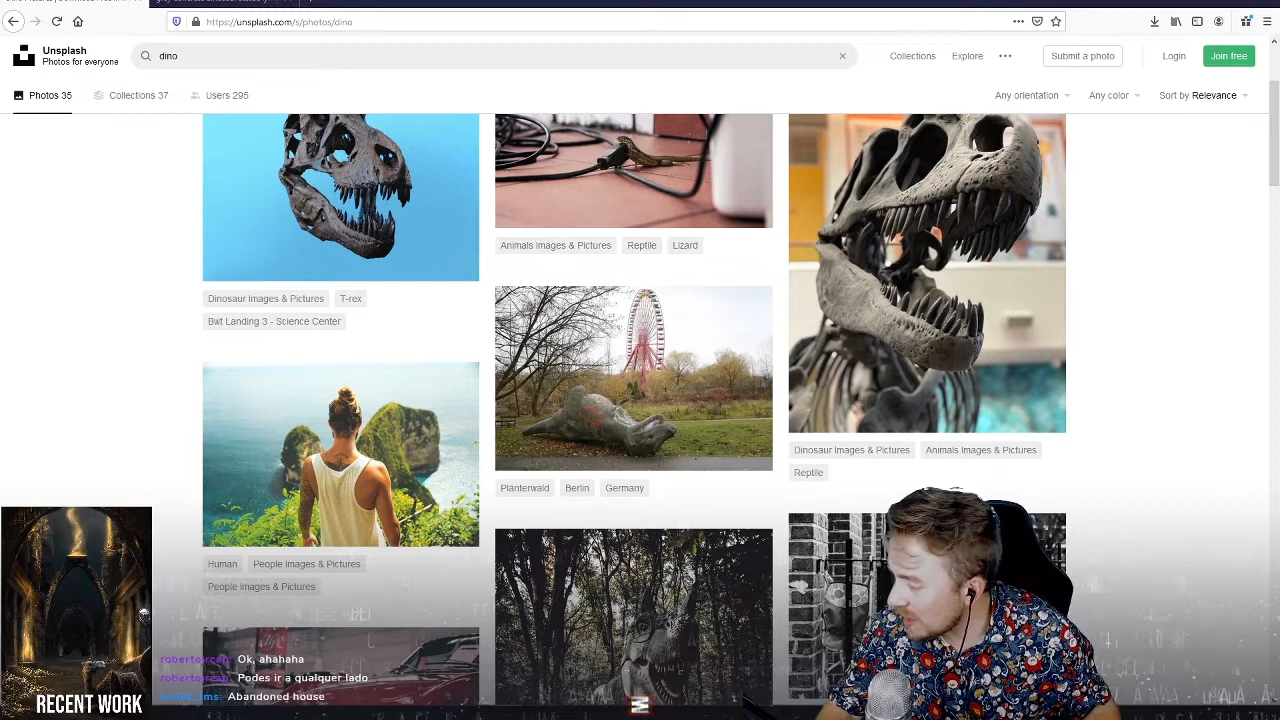 https://unsplash.com/s/photos/dino
Unsplash
Photos for everyone
dino
Collections
Explore
Submit a photo
Login
Join free
Photos 35
Collections 37
Users 295
Any orientation
Any color
Sort by Relevance
Dinosaur Images & Pictures
T-rex
Bwt Landing 3 - Science Center
Animals Images & Pictures
Reptile
Lizard
Dinosaur Images & Pictures
Animals Images & Pictures
Reptile
Planterwald
Berlin
Germany
Human
People Images & Pictures
People Images & Pictures
Ok, ahahaha
Podes ir a qualquer lado
Abandoned house
RECENT WORK